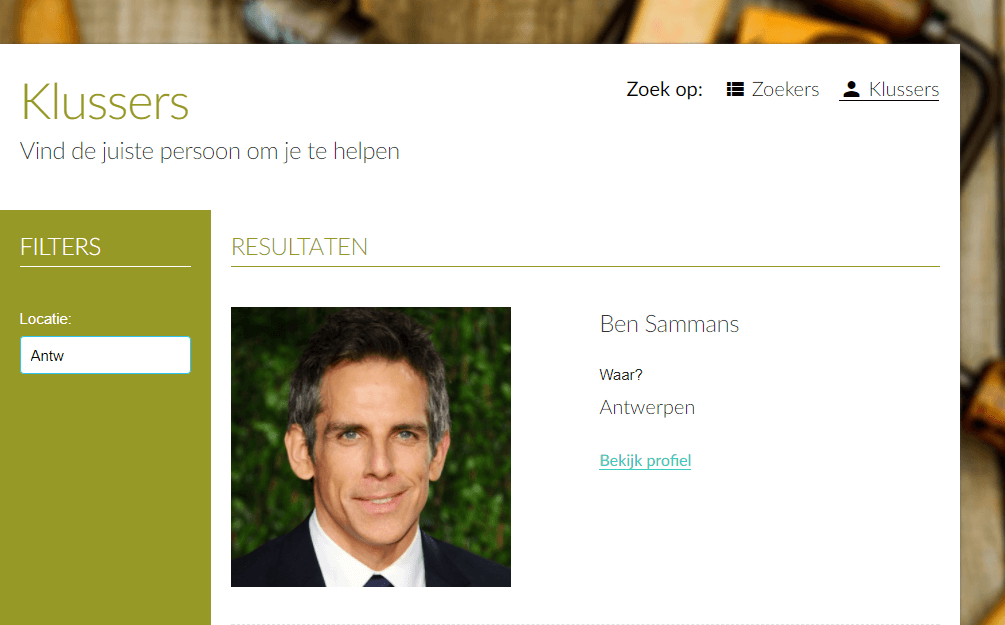 Klussers
Vind de juiste persoon om je te helpen
Zoek op: Zoekers Klussers
FILTERS
Locatie:
Antw
RESULTATEN
Ben Sammans
Waar?
Antwerpen
Bekijk profiel